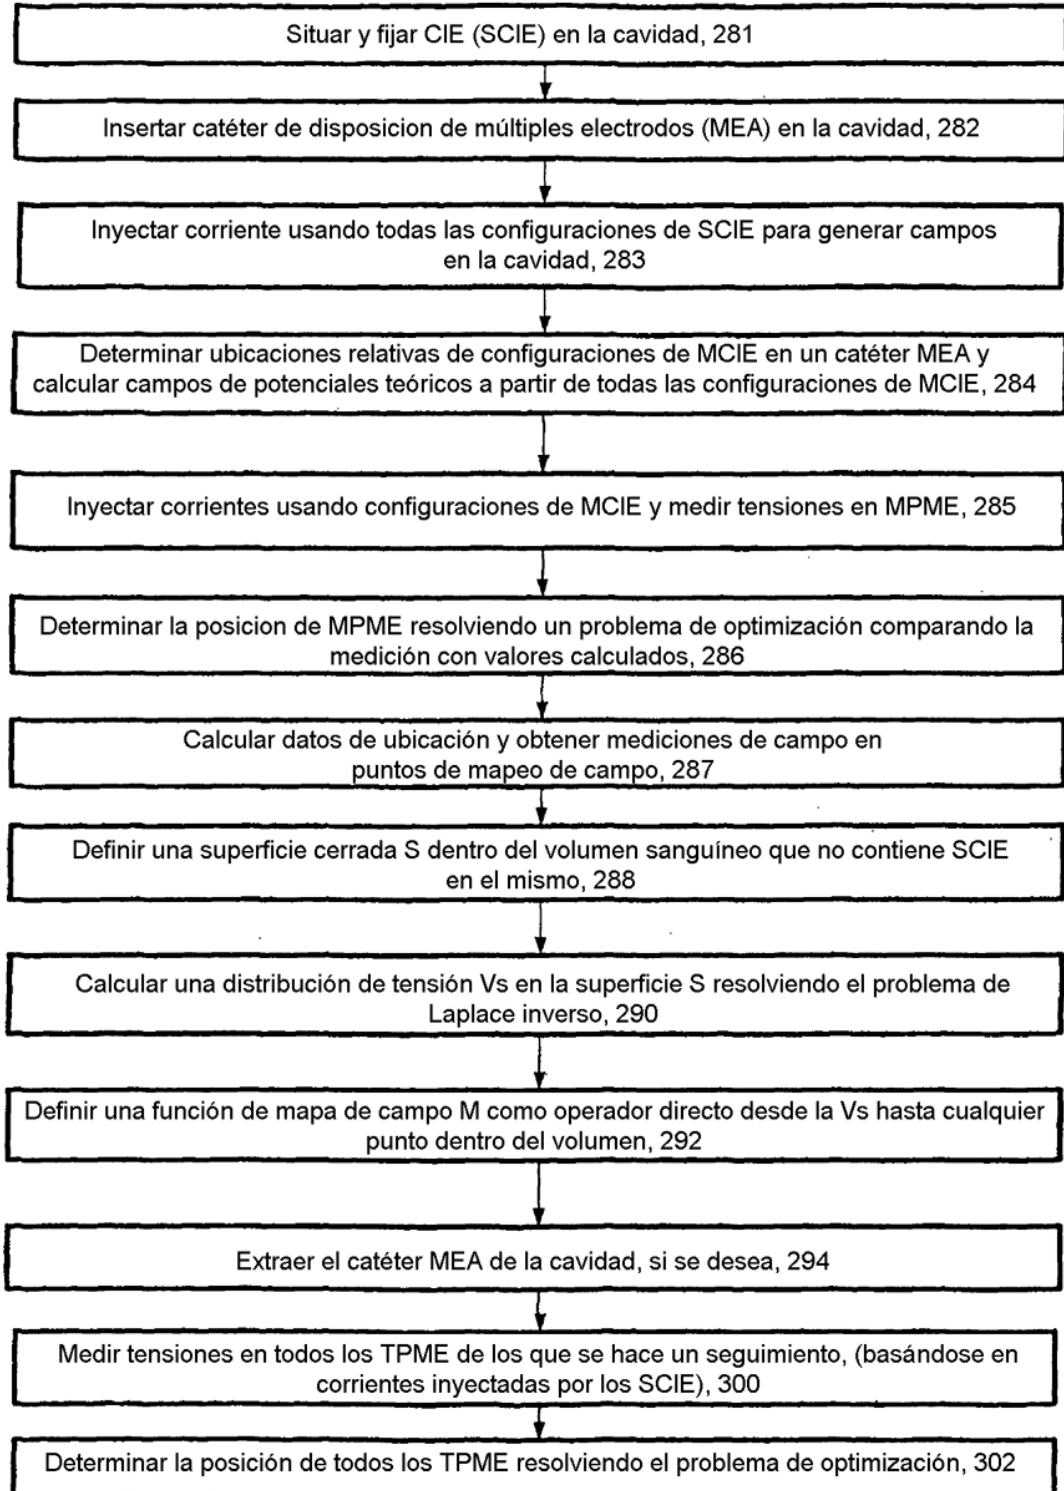 Situar y fijar CIE (SCIE) en la cavidad, 281
Insertar catéter de disposicion de múltiples electrodos (MEA) en la cavidad, 282
Inyectar corriente usando todas las configuraciones de SCIE para generar campos
en la cavidad, 283
Determinar ubicaciones relativas de configuraciones de MCIE en un catéter MEA y
calcular campos de potenciales teóricos a partir de todas las configuraciones de MCIE, 284
Inyectar corrientes usando configuraciones de MCIE y medir tensiones en MPME, 285
Determinar la posicion de MPME resolviendo un problema de optimización comparando la
medición con valores calculados, 286
Calcular datos de ubicación y obtener mediciones de campo en
puntos de mapeo de campo, 287
Definir una superficie cerrada S dentro del volumen sanguíneo que no contiene SCIE
en el mismo, 288
Calcular una distribución de tensión Vs en la superficie S resolviendo el problema de
Laplace inverso, 290
Definir una función de mapa de campo M como operador directo desde la Vs hasta cualquier
punto dentro del volumen, 292
Extraer el catéter MEA de la cavidad, si se desea, 294
Medir tensiones en todos los TPME de los que se hace un seguimiento, (basándose en
corrientes inyectadas por los SCIE), 300
Determinar la posición de todos los TPME resolviendo el problema de optimización, 302